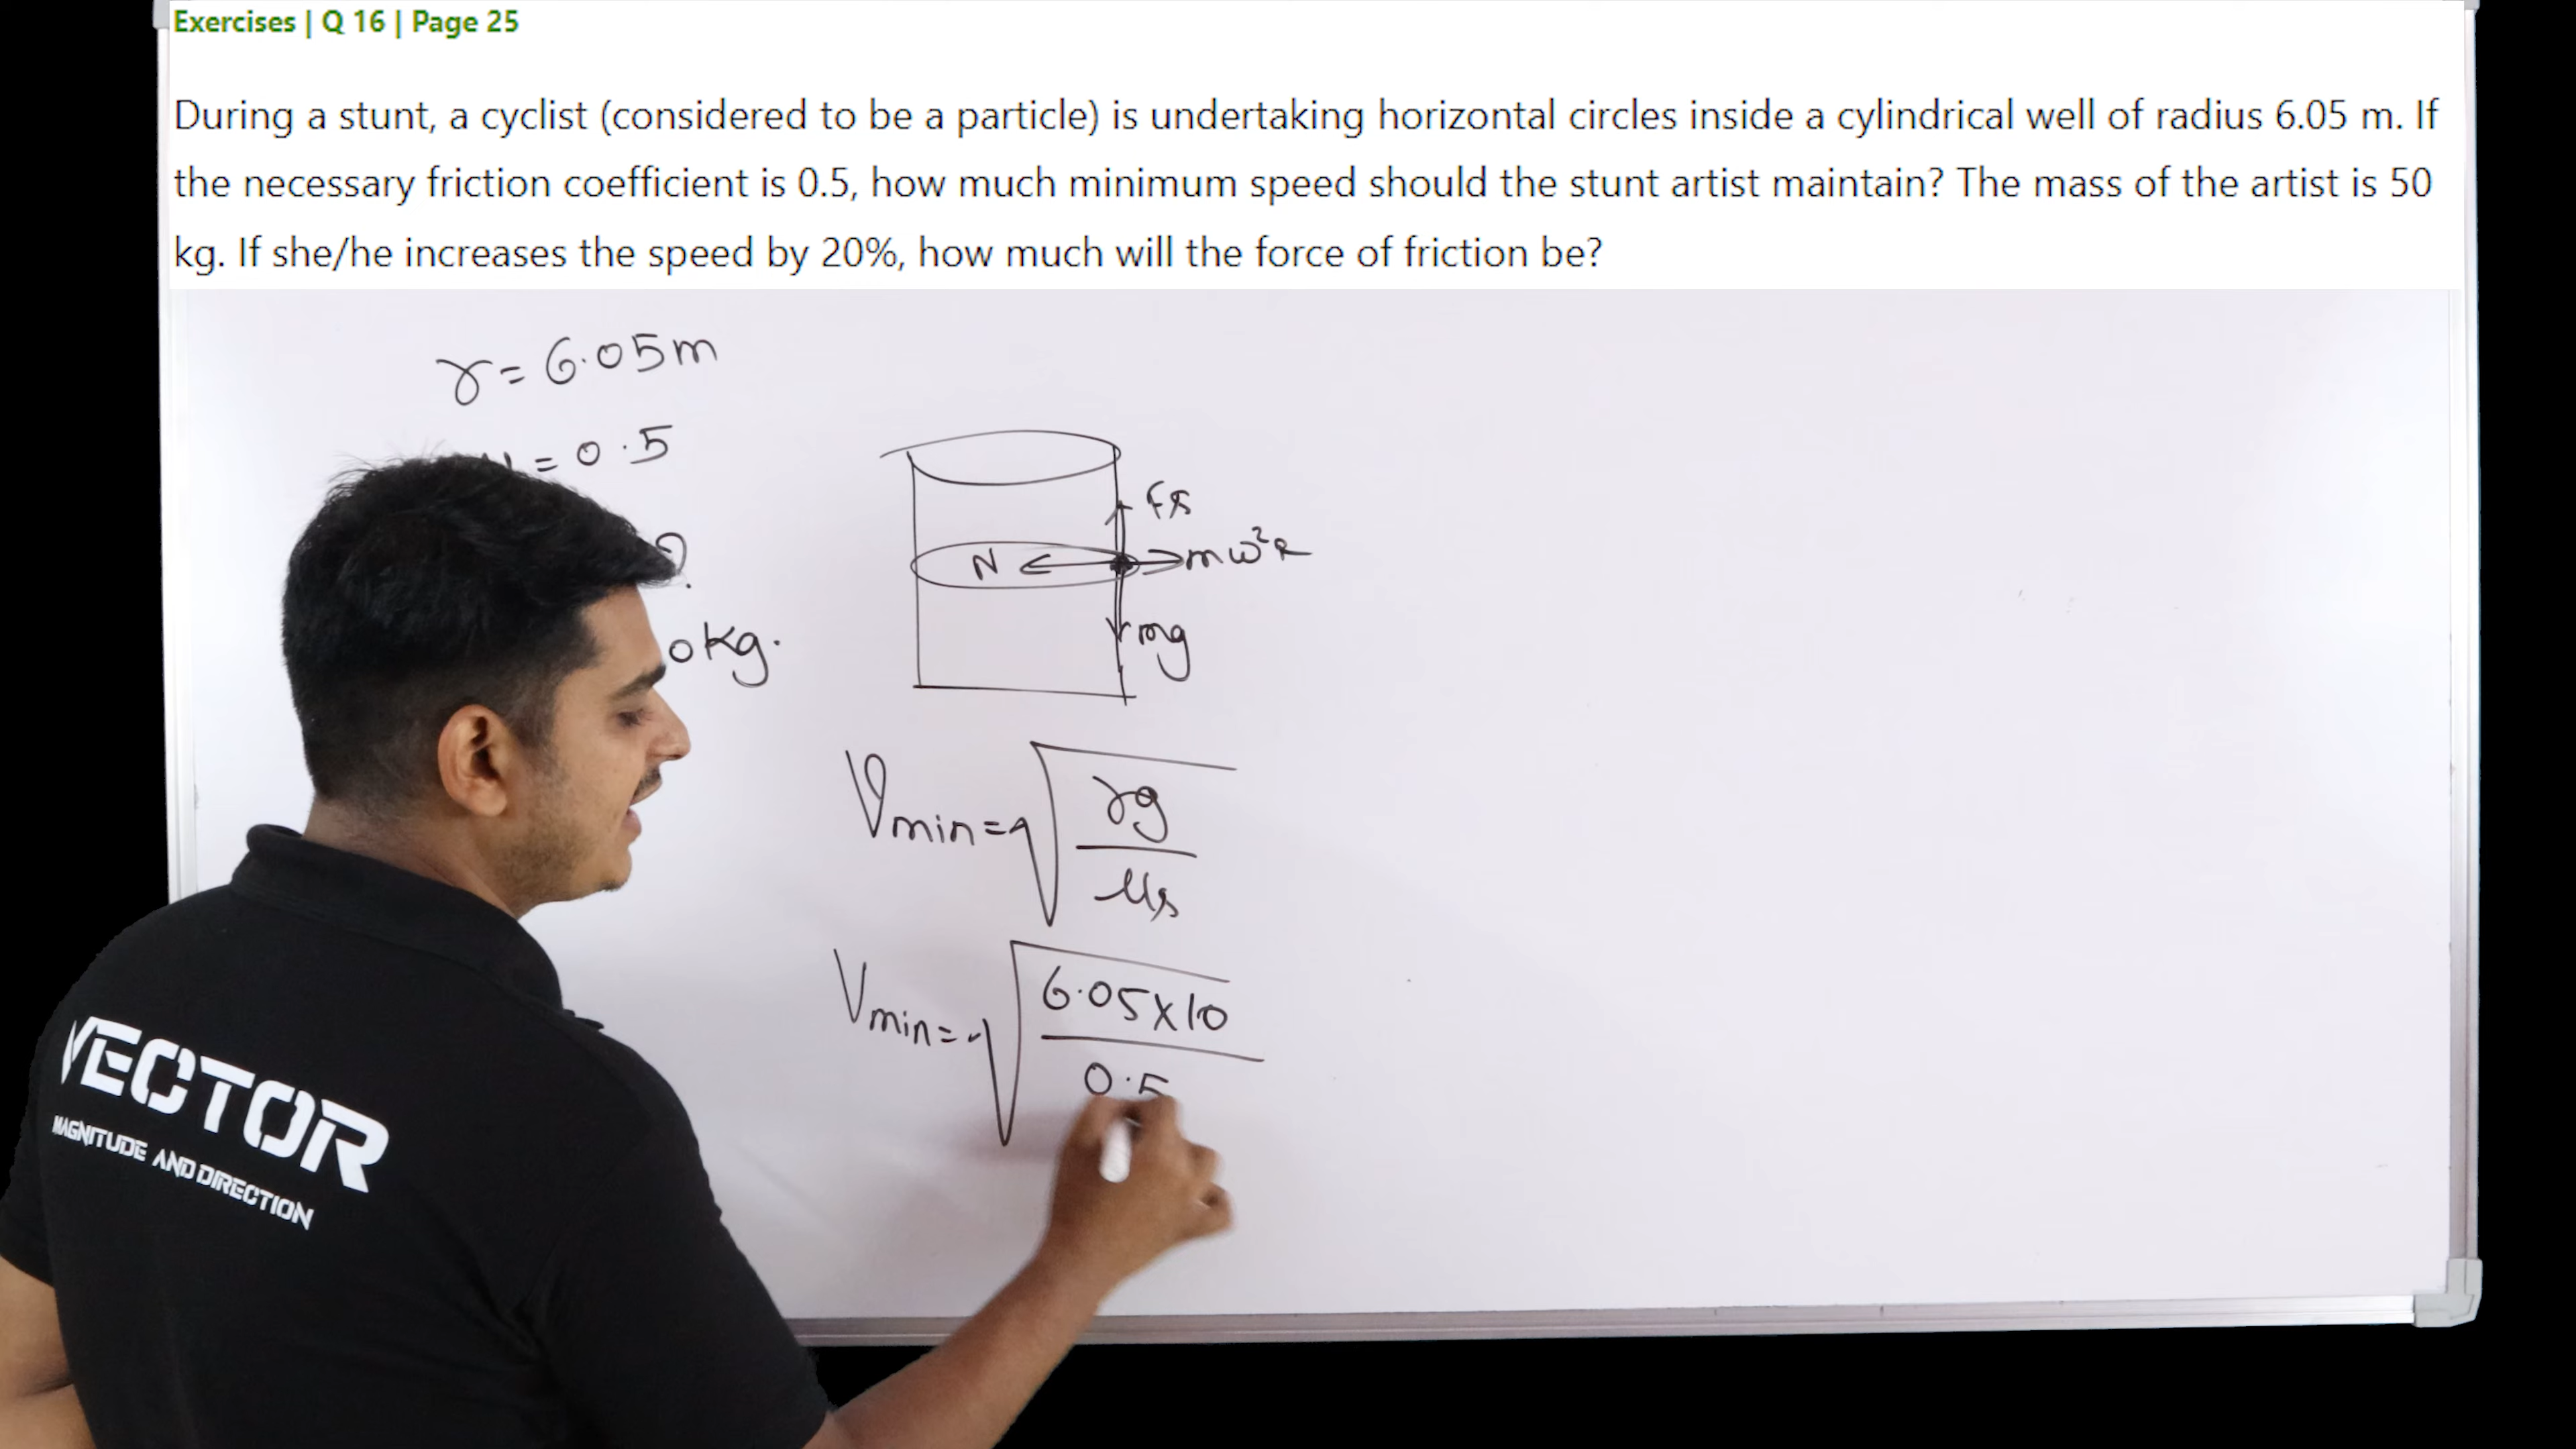 Exercises | Q 16 | Page 25
During a stunt, a cyclist (considered to be a particle) is undertaking horizontal circles inside a cylindrical well of radius 6.05 m. If
the necessary friction coefficient is 0.5, how much minimum speed should the stunt artist maintain? The mass of the artist is 50
kg. If she/he increases the speed by 20%, how much will the force of friction be?
r = 6.05m
= 0.5
?
0kg.
fs
N
mω²R
mg
Vmin = √(rg/μs)
Vmin = √(6.05×10/0.5)
VECTOR
MAGNITUDE AND DIRECTION